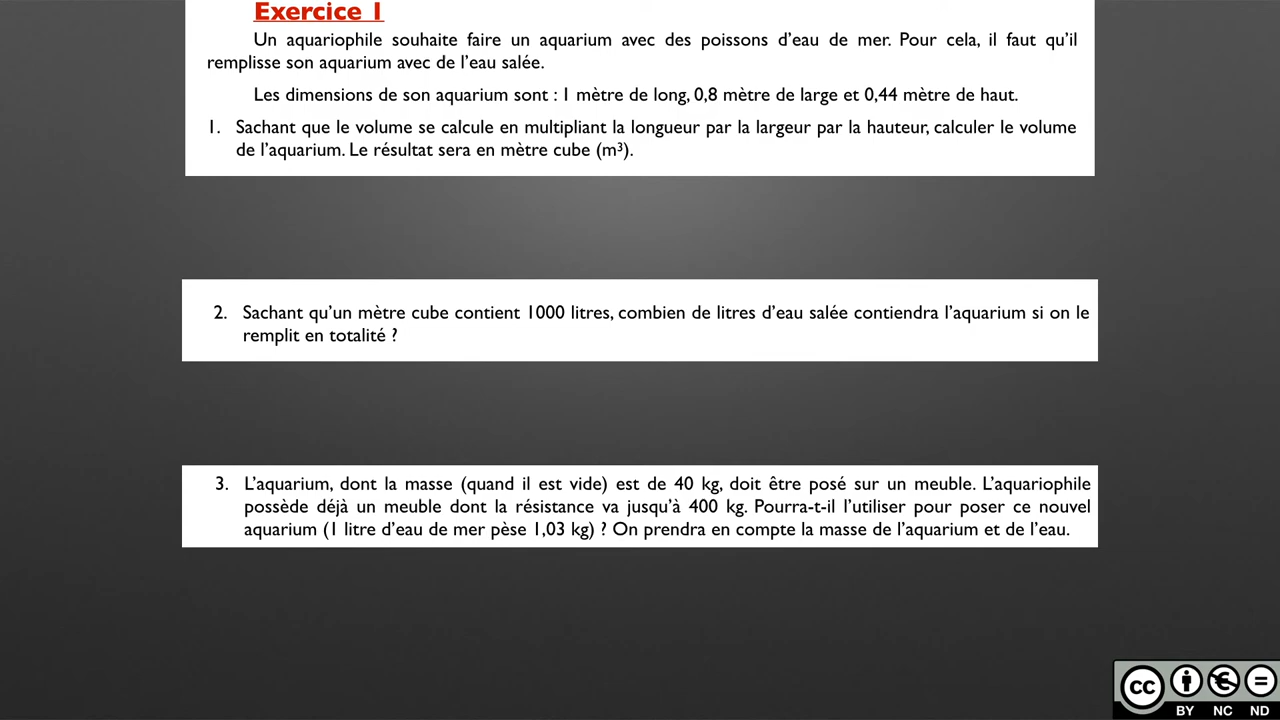 Exercice 1
Un aquariophile souhaite faire un aquarium avec des poissons d'eau de mer. Pour cela, il faut qu'il
remplisse son aquarium avec de l'eau salée.
Les dimensions de son aquarium sont : 1 mètre de long, 0,8 mètre de large et 0,44 mètre de haut.
1. Sachant que le volume se calcule en multipliant la longueur par la largeur par la hauteur, calculer le volume
de l'aquarium. Le résultat sera en mètre cube (m³).
2. Sachant qu'un mètre cube contient 1000 litres, combien de litres d'eau salée contiendra l'aquarium si on le
remplit en totalité ?
3. L'aquarium, dont la masse (quand il est vide) est de 40 kg, doit être posé sur un meuble. L'aquariophile
possède déjà un meuble dont la résistance va jusqu'à 400 kg. Pourra-t-il l'utiliser pour poser ce nouvel
aquarium (1 litre d'eau de mer pèse 1,03 kg) ? On prendra en compte la masse de l'aquarium et de l'eau.
CC
BY NC ND